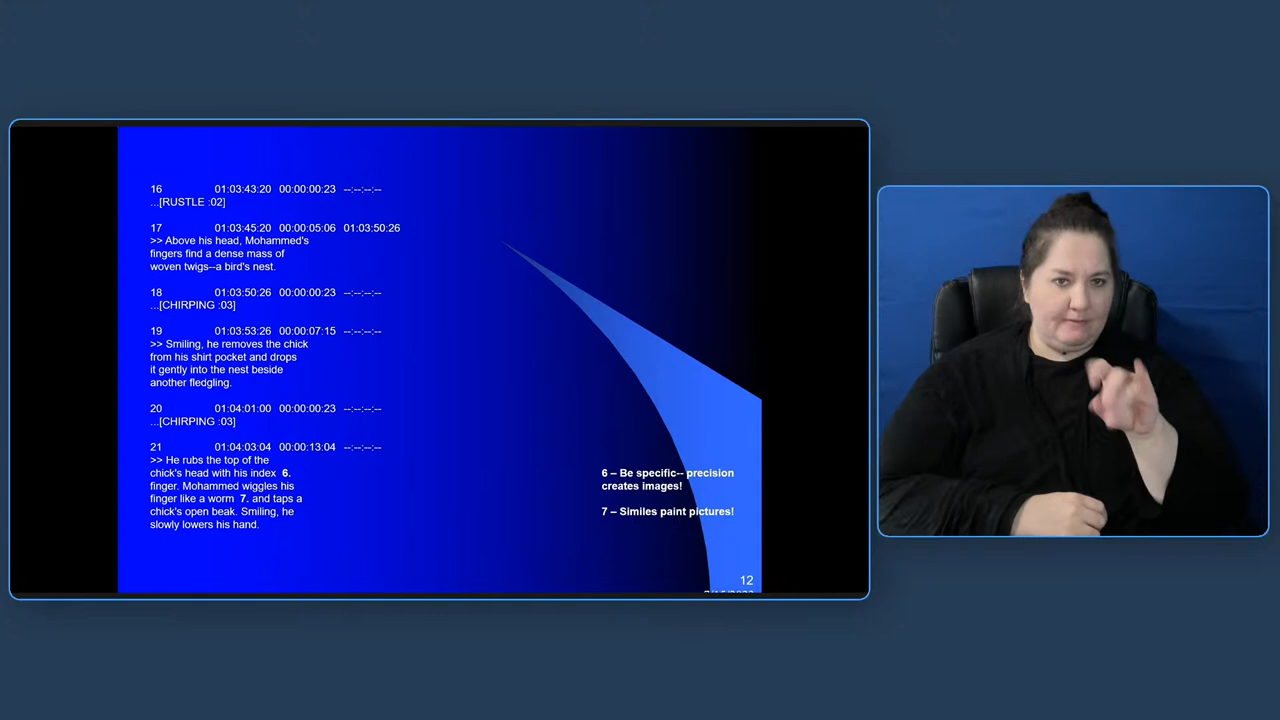 16 01:03:43:20 00:00:00:23 --:--:--:--
...[RUSTLE :02]
17 01:03:45:20 00:00:05:06 01:03:50:26
>> Above his head, Mohammed's
fingers find a dense mass of
woven twigs--a bird's nest.
18 01:03:50:26 00:00:00:23 --:--:--:--
...[CHIRPING :03]
19 01:03:53:26 00:00:07:15 --:--:--:--
>> Smiling, he removes the chick
from his shirt pocket and drops
it gently into the nest beside
another fledgling.
20 01:04:01:00 00:00:00:23 --:--:--:--
...[CHIRPING :03]
21 01:04:03:04 00:00:13:04 --:--:--:--
>> He rubs the top of the
chick's head with his index 6.
finger. Mohammed wiggles his
finger like a worm 7. and taps a
chick's open beak. Smiling, he
slowly lowers his hand.
6 – Be specific-- precision
creates images!
7 – Similes paint pictures!
12